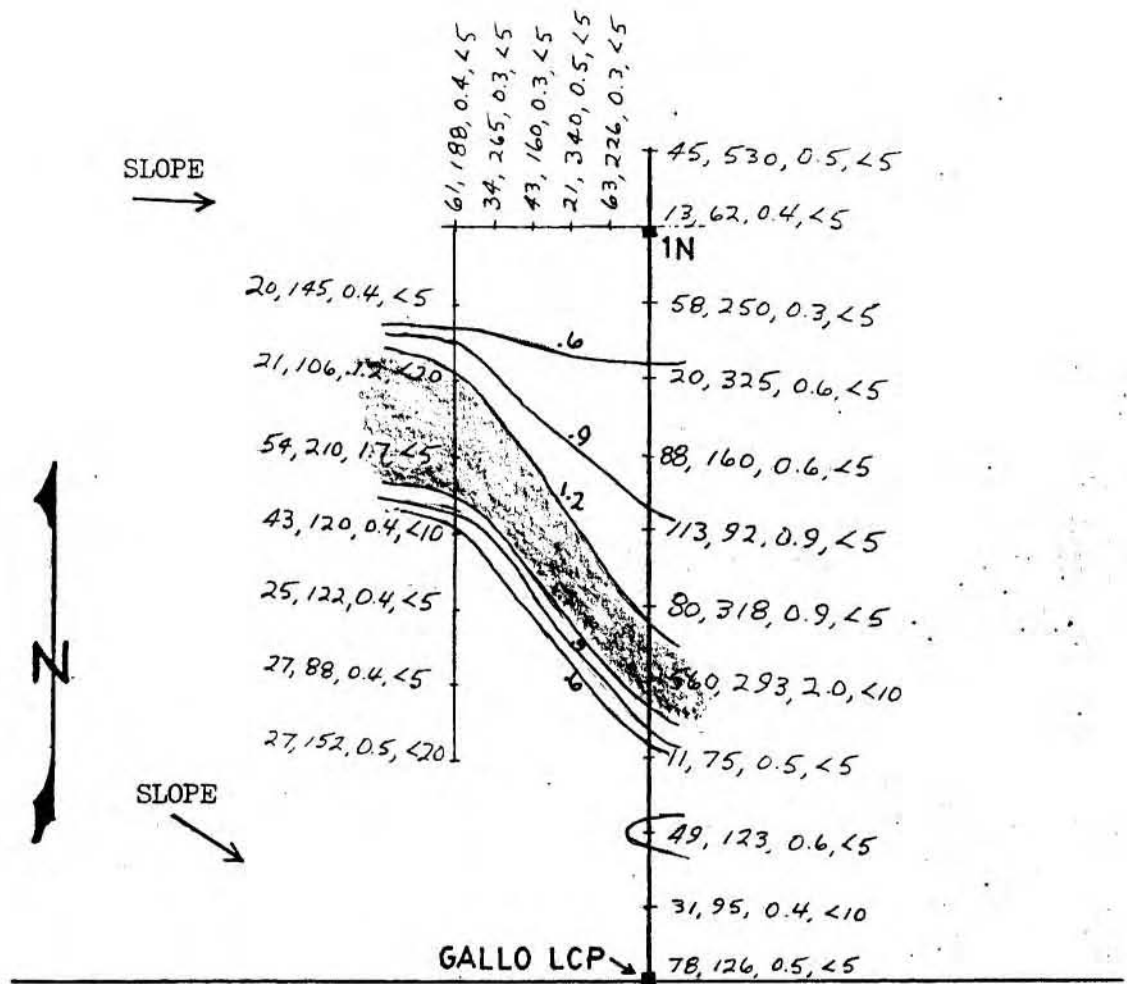 61, 188, 0.4, <5
34, 265, 0.3, <5
43, 160, 0.3, <5
21, 340, 0.5, <5
63, 226, 0.3, <5
45, 530, 0.5, <5
SLOPE
13, 62, 0.4, <5
1N
20, 145, 0.4, <5
58, 250, 0.3, <5
.6
21, 106, 1.2, <20
20, 325, 0.6, <5
.9
54, 210, 1.7, <5
88, 160, 0.6, <5
1.2
43, 120, 0.4, <10
113, 92, 0.9, <5
25, 122, 0.4, <5
80, 318, 0.9, <5
N
.9
27, 88, 0.4, <5
.6
560, 293, 2.0, <10
27, 152, 0.5, <20
11, 75, 0.5, <5
SLOPE
49, 123, 0.6, <5
31, 95, 0.4, <10
GALLO LCP
78, 126, 0.5, <5